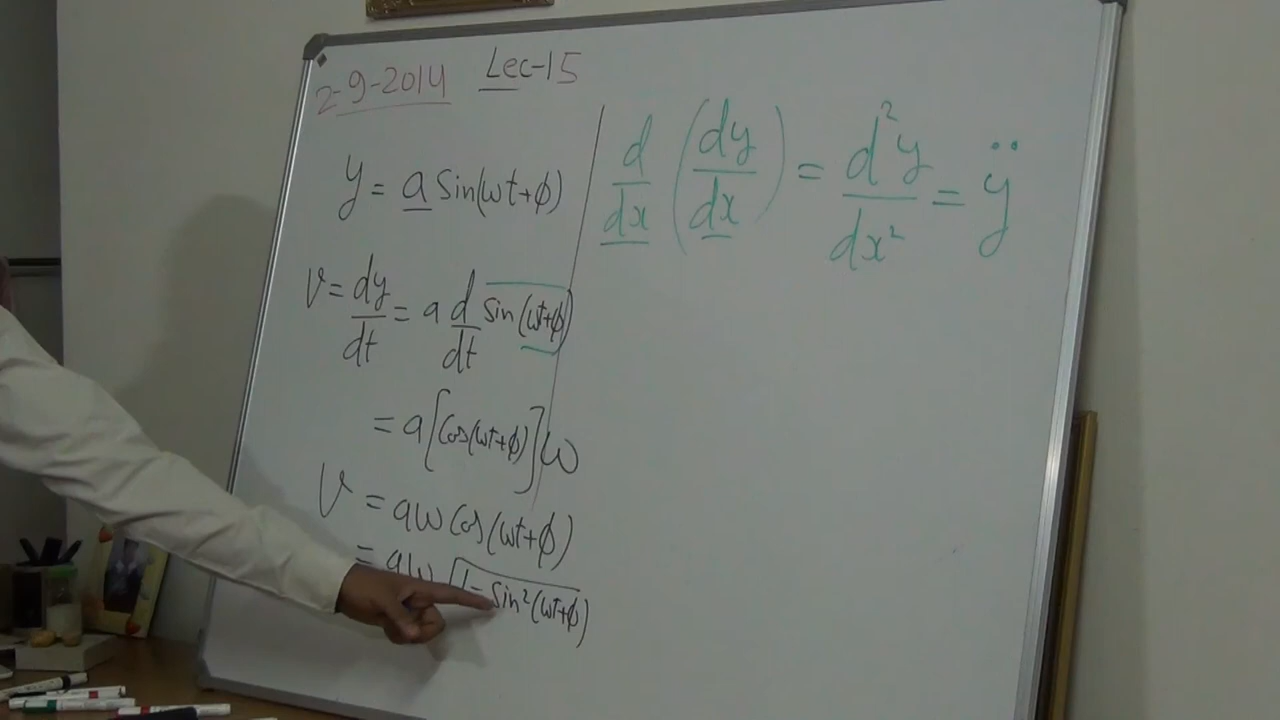 2-9-2014 Lec-15
y = a Sin(ωt+ϕ)
v = dy/dt = a d/dt sin(ωt+ϕ)
= a[Cos(ωt+ϕ)]ω
v = aω Cos(ωt+ϕ)
= aω √(1-Sin²(ωt+ϕ)
d/dx (dy/dx) = d²y/dx² = ÿ